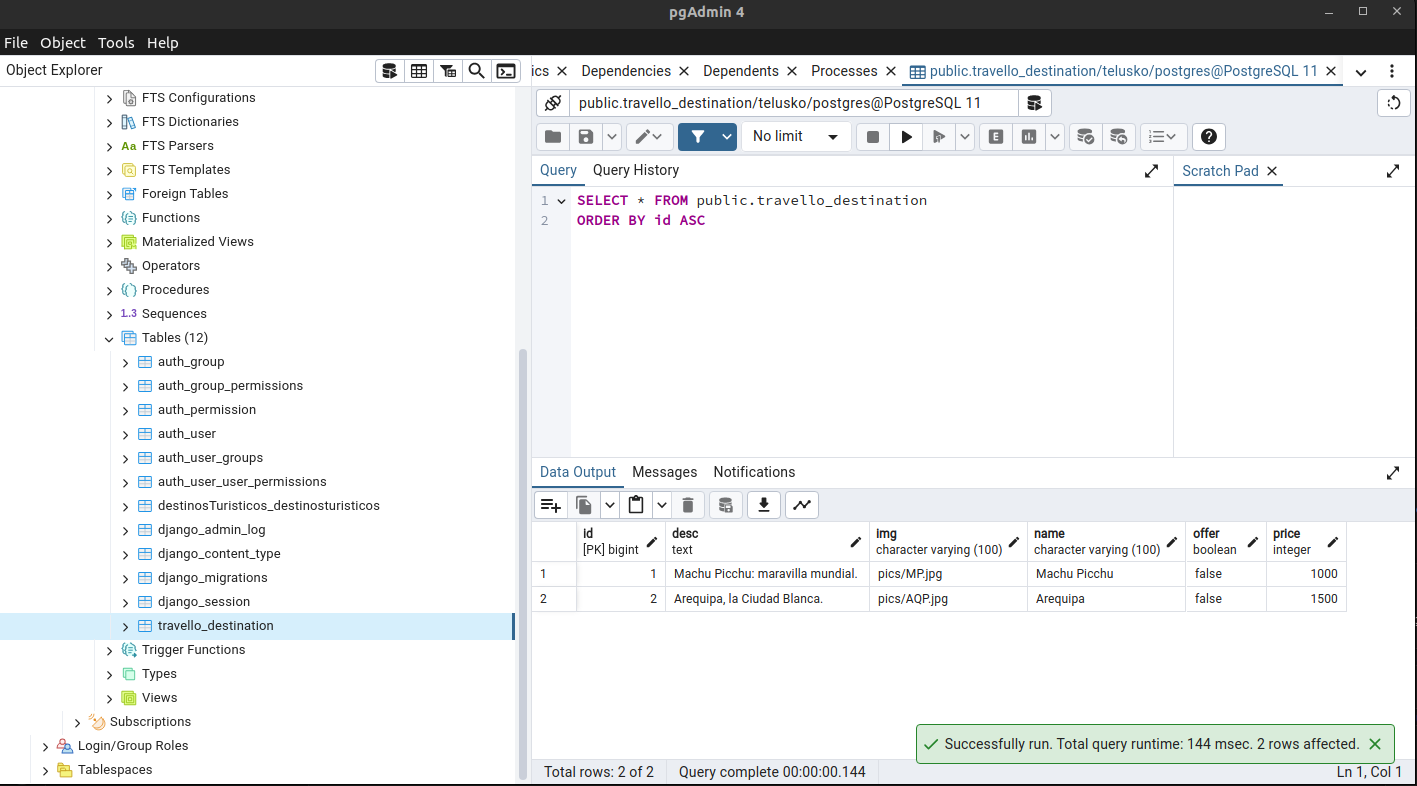 pgAdmin 4
File Object Tools Help
Object Explorer
FTS Configurations
FTS Dictionaries
Aa FTS Parsers
FTS Templates
Foreign Tables
Functions
Materialized Views
Operators
Procedures
1..3 Sequences
Tables (12)
auth_group
auth_group_permissions
auth_permission
auth_user
auth_user_groups
auth_user_user_permissions
destinosTuristicos_destinosturisticos
django_admin_log
django_content_type
django_migrations
django_session
travello_destination
Trigger Functions
Types
Views
Subscriptions
Login/Group Roles
Tablespaces
ics Dependencies Dependents Processes public.travello_destination/telusko/postgres@PostgreSQL 11
public.travello_destination/telusko/postgres@PostgreSQL 11
No limit E
Query Query History Scratch Pad
1 SELECT * FROM public.travello_destination
2 ORDER BY id ASC
Data Output Messages Notifications
id desc img name offer price
[PK] bigint text character varying (100) character varying (100) boolean integer
1 1 Machu Picchu: maravilla mundial. pics/MP.jpg Machu Picchu false 1000
2 2 Arequipa, la Ciudad Blanca. pics/AQP.jpg Arequipa false 1500
Successfully run. Total query runtime: 144 msec. 2 rows affected.
Total rows: 2 of 2 Query complete 00:00:00.144 Ln 1, Col 1